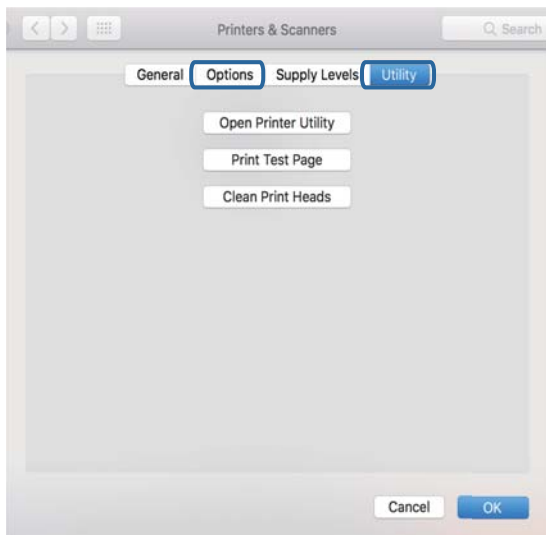 Printers & Scanners
Search
General Options Supply Levels Utility
Open Printer Utility
Print Test Page
Clean Print Heads
Cancel OK